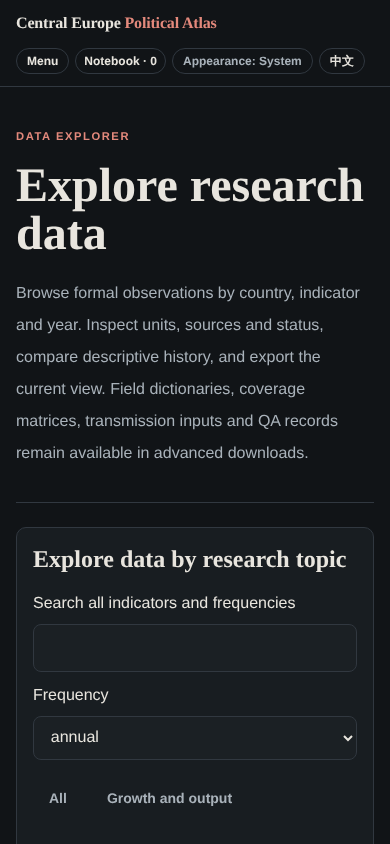 Central Europe Political Atlas
Menu
Notebook · 0
Appearance: System
中文
DATA EXPLORER
Explore research
data
Browse formal observations by country, indicator
and year. Inspect units, sources and status,
compare descriptive history, and export the
current view. Field dictionaries, coverage
matrices, transmission inputs and QA records
remain available in advanced downloads.
Explore data by research topic
Search all indicators and frequencies
Frequency
annual
All
Growth and output